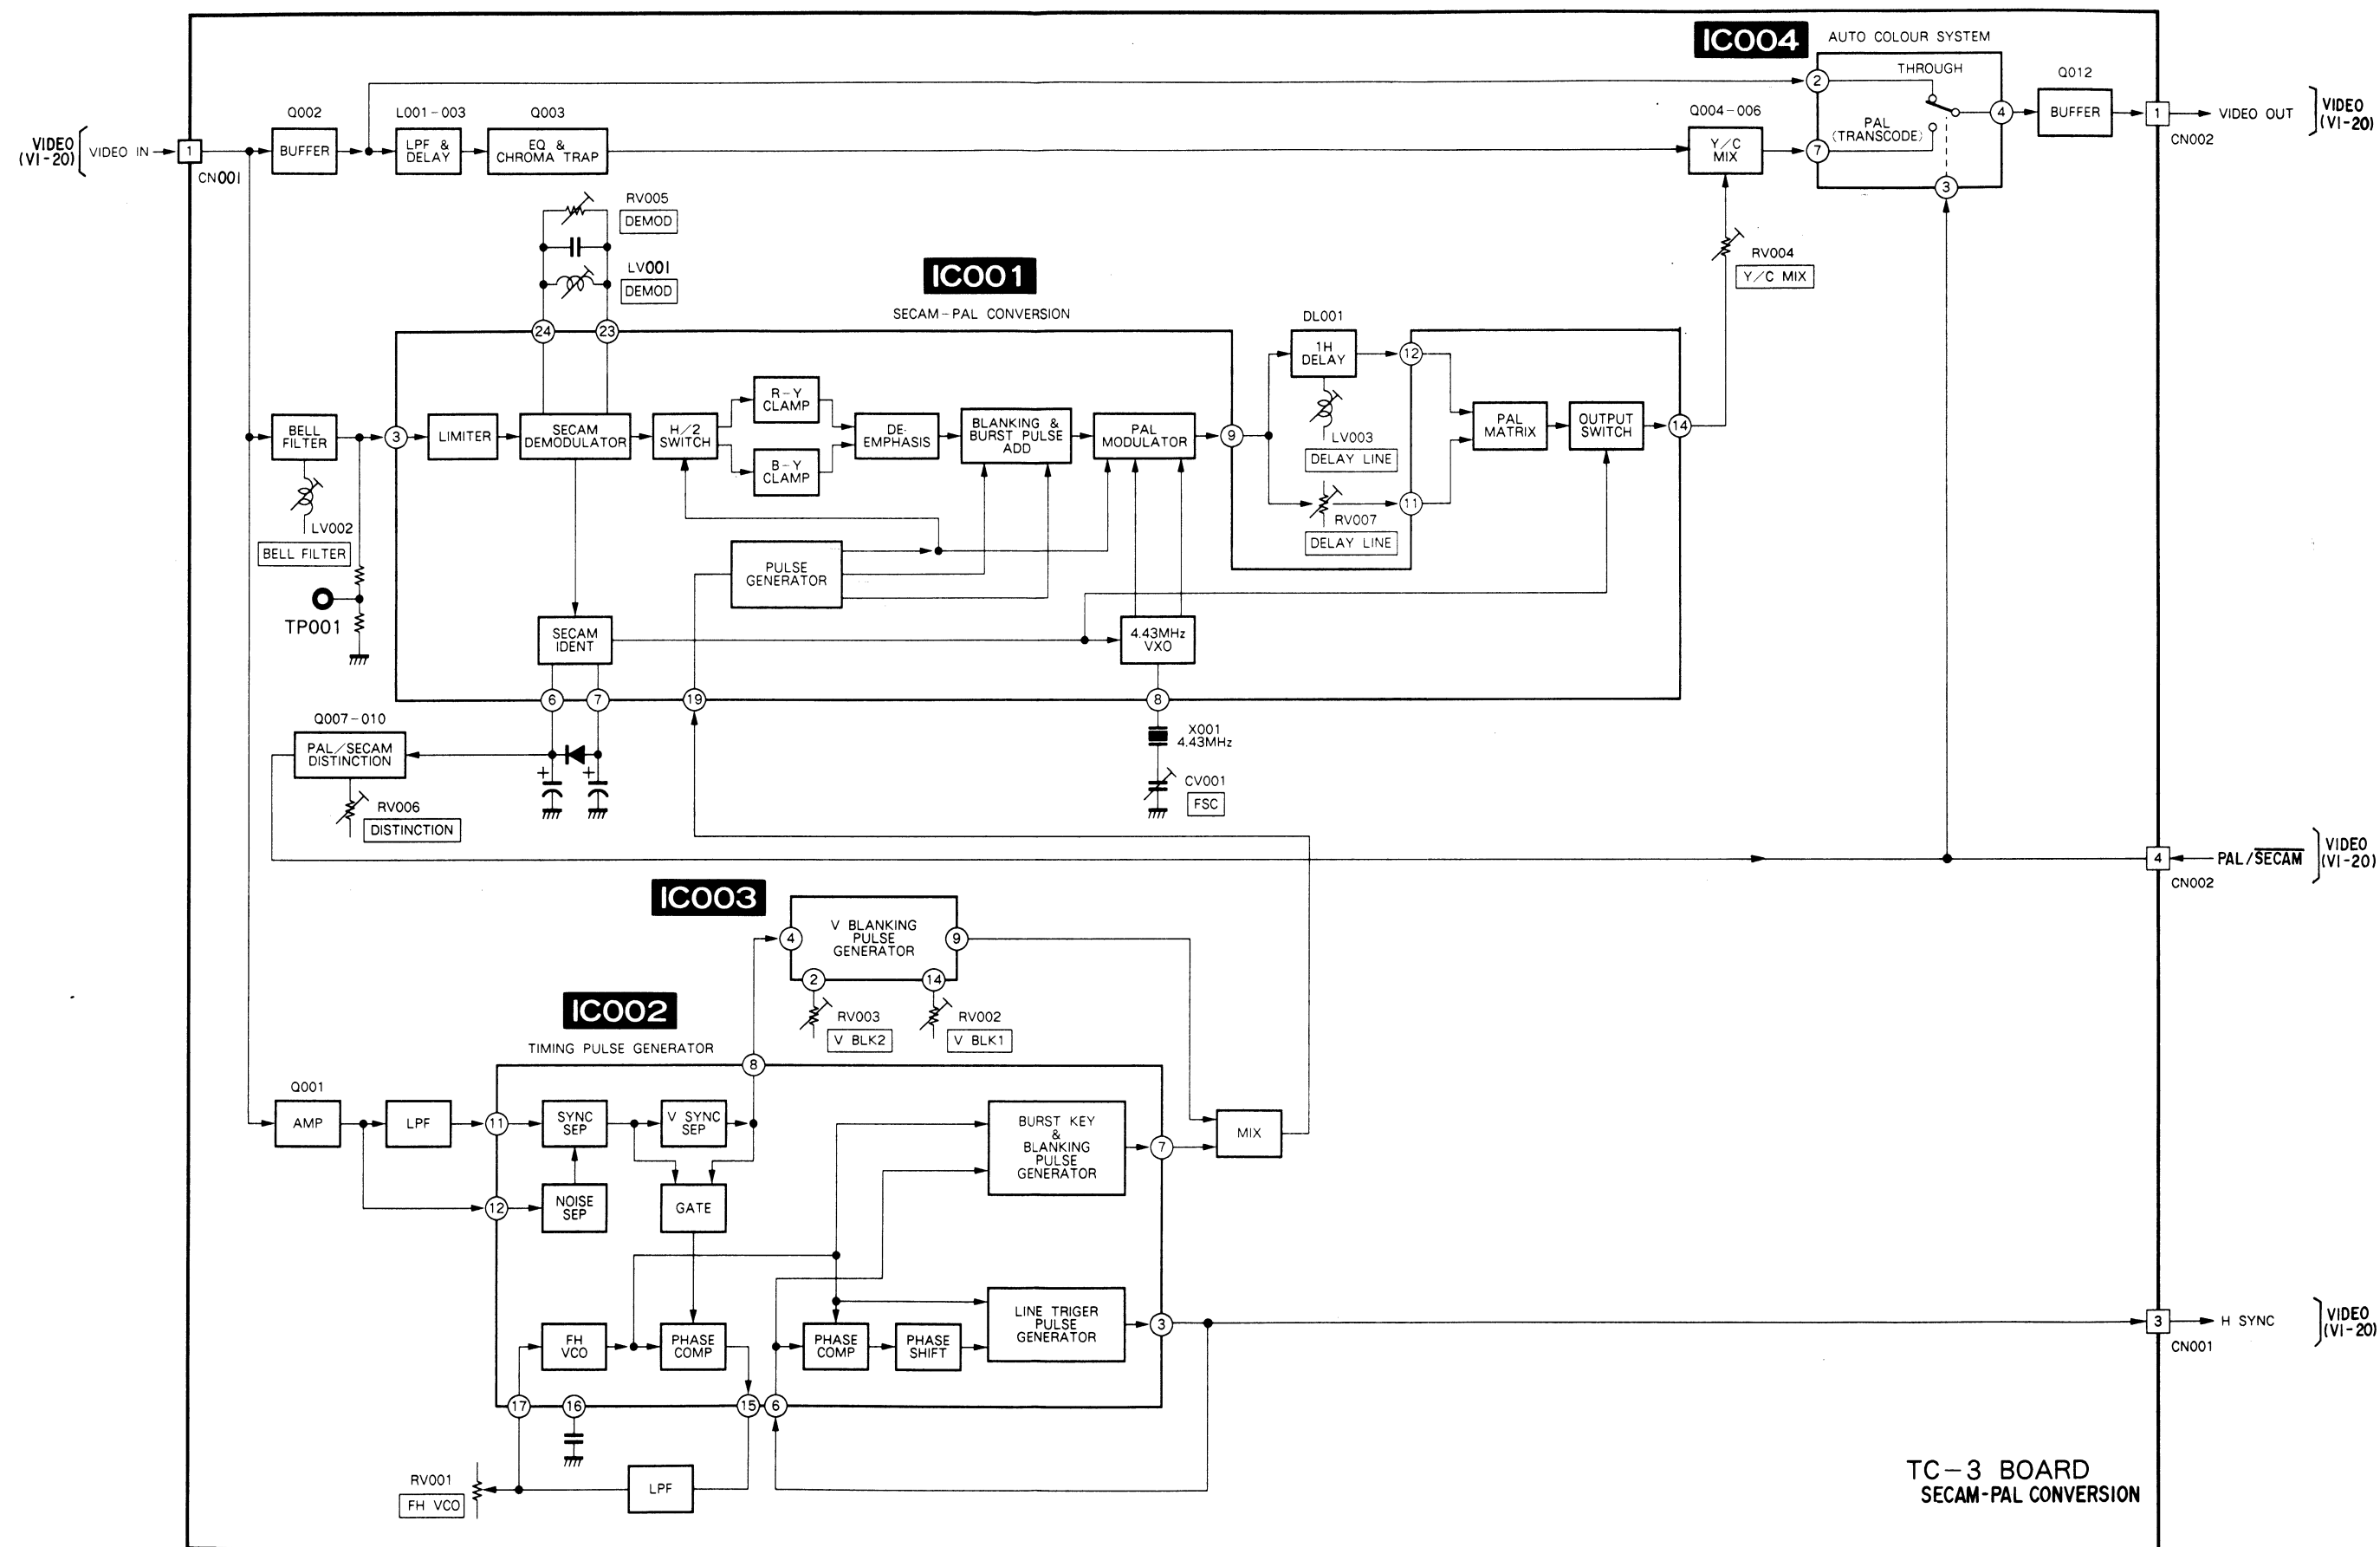 IC004
AUTO COLOUR SYSTEM
THROUGH
2
Q012
BUFFER
4
PAL
(TRANSCODE)
7
3
1
VIDEO OUT
VIDEO
(VI-20)
CN002
VIDEO
(VI-20)
VIDEO IN
1
CN001
Q002
BUFFER
L001-003
LPF &
DELAY
Q003
EQ &
CHROMA TRAP
Q004-006
Y/C
MIX
RV005
DEMOD
LV001
DEMOD
RV004
Y/C MIX
IC001
SECAM-PAL CONVERSION
24
23
DL001
1H
DELAY
12
BELL
FILTER
3
LIMITER
SECAM
DEMODULATOR
H/2
SWITCH
R-Y
CLAMP
B-Y
CLAMP
DE-
EMPHASIS
BLANKING &
BURST PULSE
ADD
PAL
MODULATOR
9
LV003
DELAY LINE
PAL
MATRIX
OUTPUT
SWITCH
14
11
RV007
DELAY LINE
LV002
BELL FILTER
TP001
PULSE
GENERATOR
SECAM
IDENT
4.43MHz
VXO
6
7
19
8
Q007-010
PAL/SECAM
DISTINCTION
RV006
DISTINCTION
+
+
X001
4.43MHz
CV001
FSC
4
PAL/SECAM
VIDEO
(VI-20)
CN002
IC003
V BLANKING
PULSE
GENERATOR
4
9
2
14
RV003
V BLK2
RV002
V BLK1
IC002
TIMING PULSE GENERATOR
8
Q001
AMP
LPF
11
SYNC
SEP
V SYNC
SEP
BURST KEY
&
BLANKING
PULSE
GENERATOR
7
MIX
12
NOISE
SEP
GATE
FH
VCO
PHASE
COMP
PHASE
COMP
PHASE
SHIFT
LINE TRIGER
PULSE
GENERATOR
3
3
H SYNC
VIDEO
(VI-20)
CN001
17
16
15
6
RV001
FH VCO
LPF
TC-3 BOARD
SECAM-PAL CONVERSION